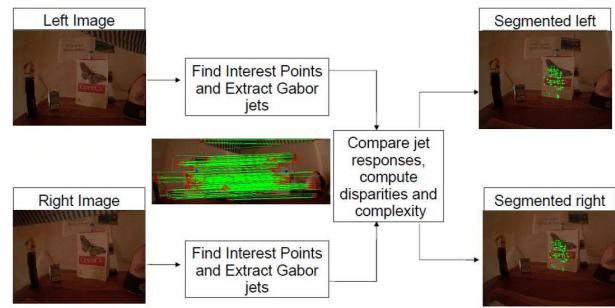 Left Image
Segmented left
Find Interest Points
and Extract Gabor
jets
Compare jet
responses,
compute
disparities and
complexity
Right Image
Segmented right
Find Interest Points
and Extract Gabor
jets